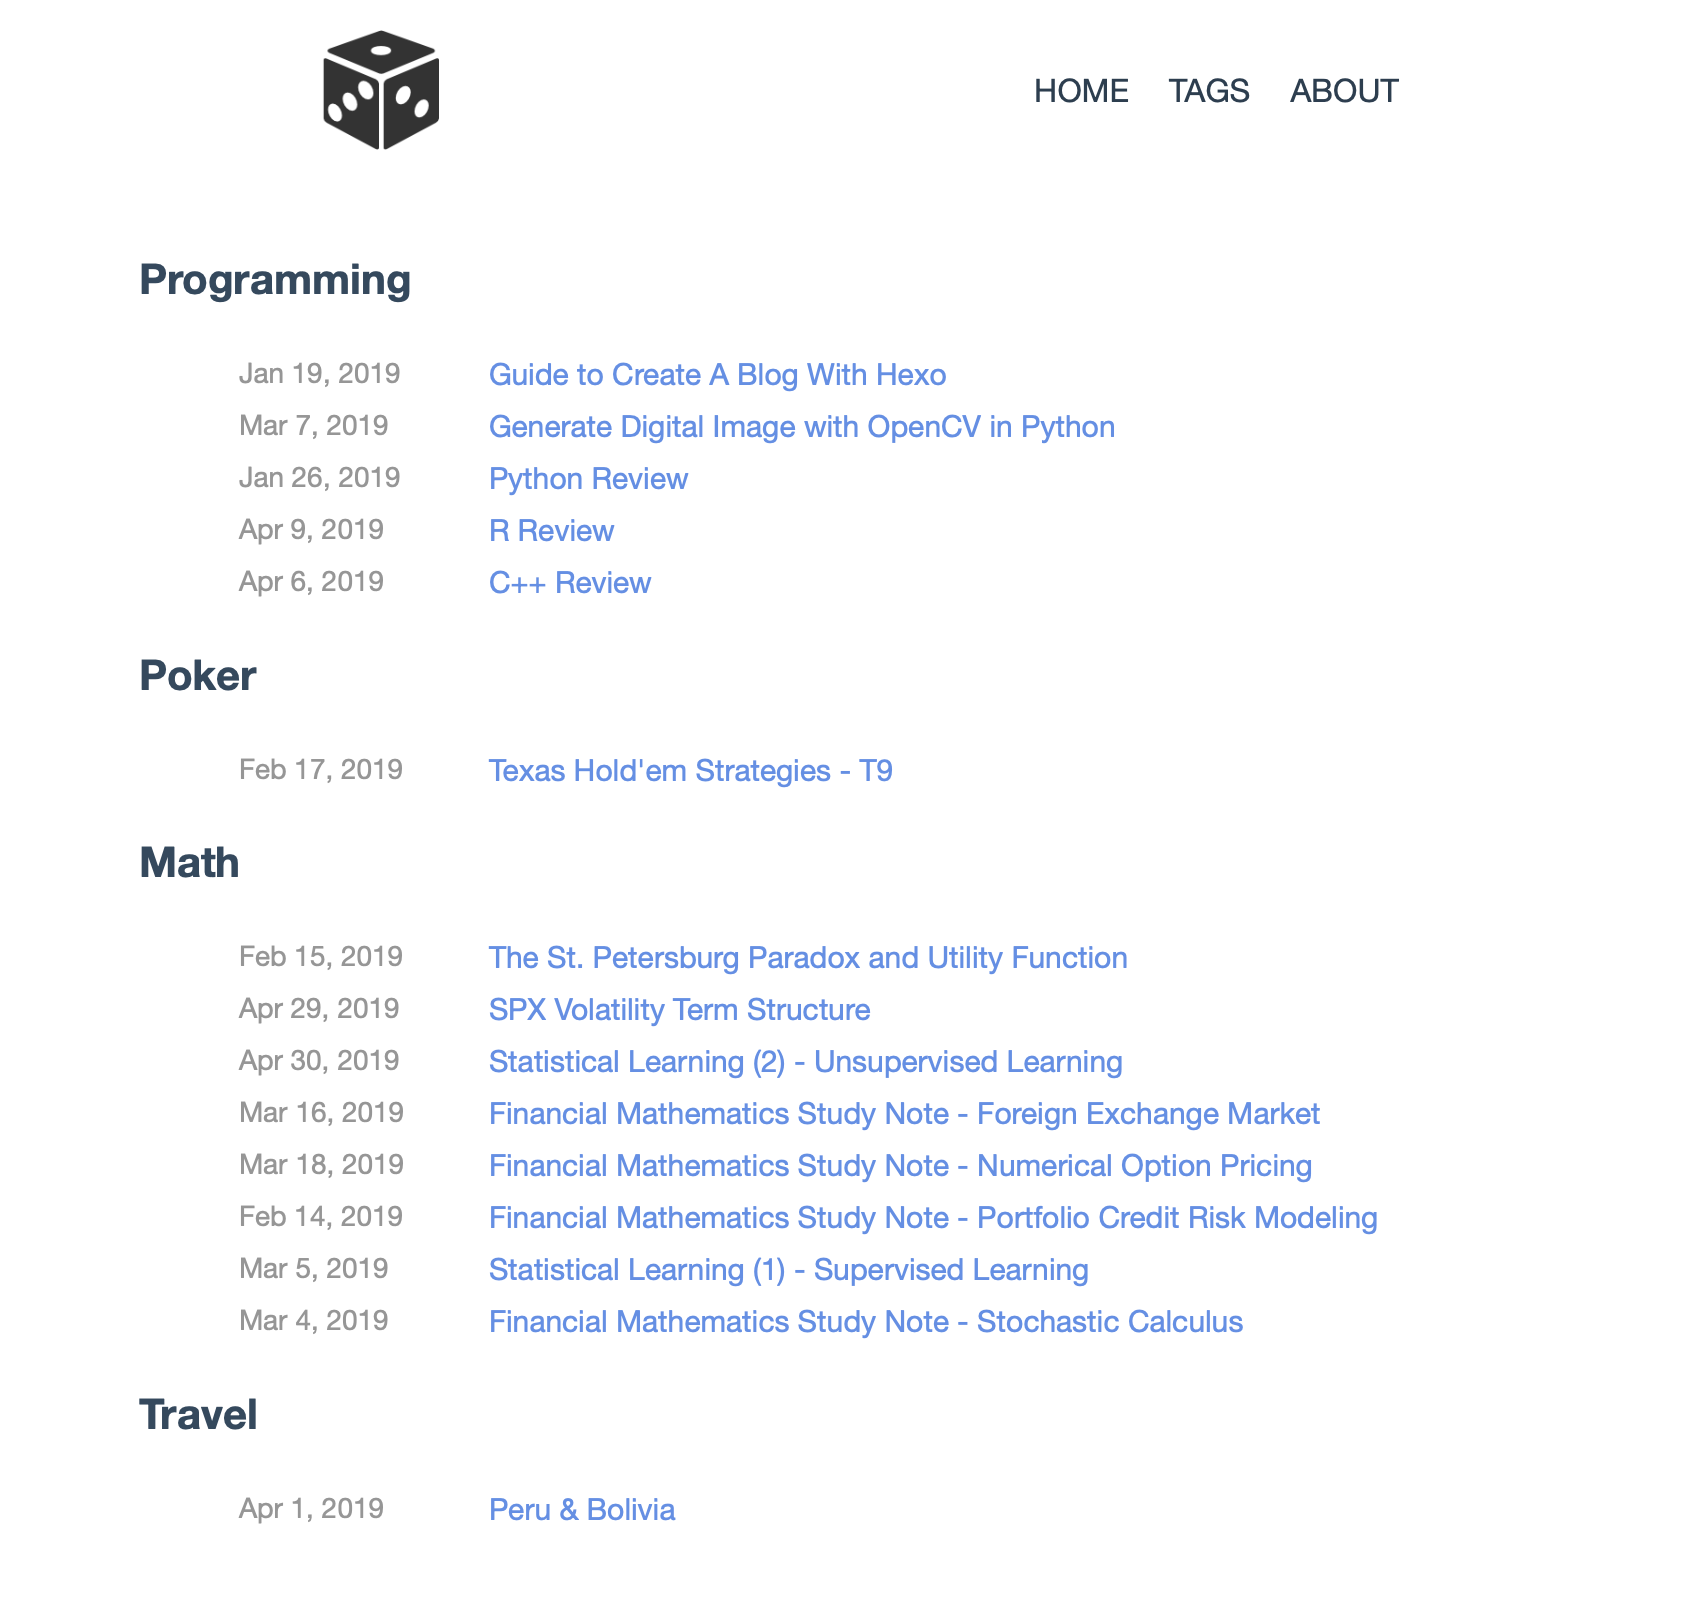 HOME TAGS ABOUT
Programming
Jan 19, 2019 Guide to Create A Blog With Hexo
Mar 7, 2019 Generate Digital Image with OpenCV in Python
Jan 26, 2019 Python Review
Apr 9, 2019 R Review
Apr 6, 2019 C++ Review
Poker
Feb 17, 2019 Texas Hold'em Strategies - T9
Math
Feb 15, 2019 The St. Petersburg Paradox and Utility Function
Apr 29, 2019 SPX Volatility Term Structure
Apr 30, 2019 Statistical Learning (2) - Unsupervised Learning
Mar 16, 2019 Financial Mathematics Study Note - Foreign Exchange Market
Mar 18, 2019 Financial Mathematics Study Note - Numerical Option Pricing
Feb 14, 2019 Financial Mathematics Study Note - Portfolio Credit Risk Modeling
Mar 5, 2019 Statistical Learning (1) - Supervised Learning
Mar 4, 2019 Financial Mathematics Study Note - Stochastic Calculus
Travel
Apr 1, 2019 Peru & Bolivia